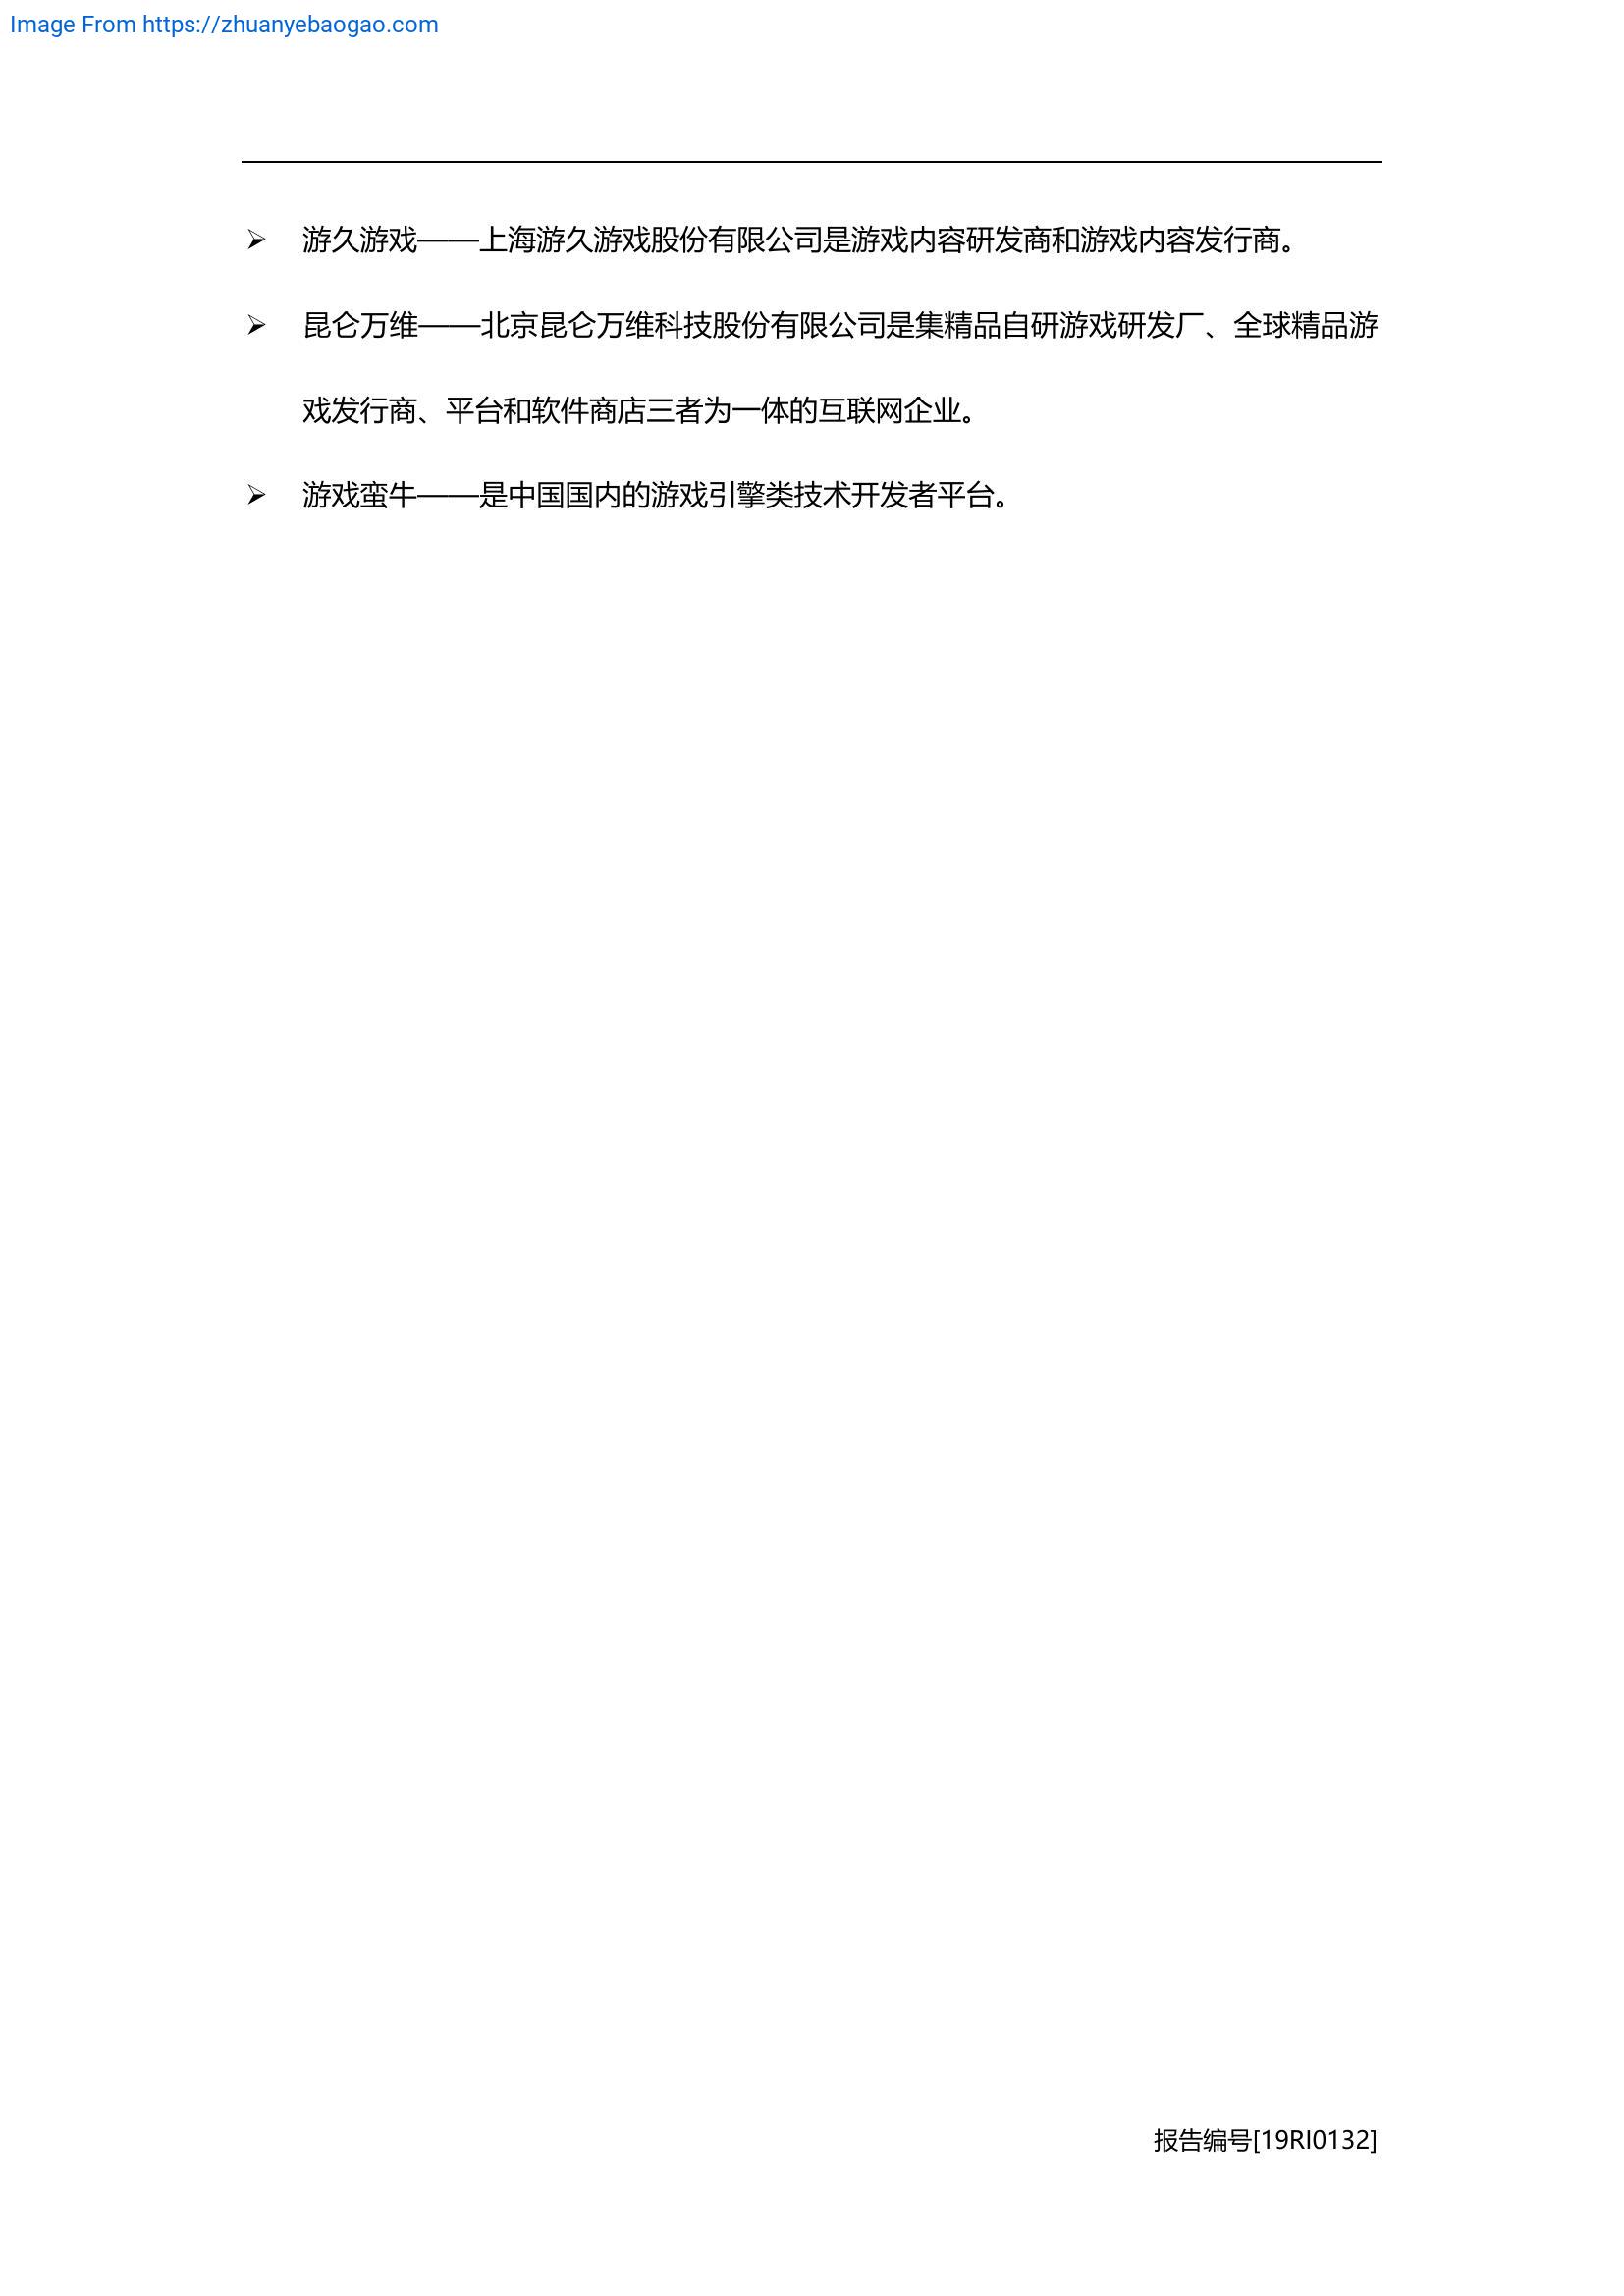 Image From https://zhuanyebaogao.com
➢ 游久游戏——上海游久游戏股份有限公司是游戏内容研发商和游戏内容发行商。
➢ 昆仑万维——北京昆仑万维科技股份有限公司是集精品自研游戏研发厂、全球精品游
戏发行商、平台和软件商店三者为一体的互联网企业。
➢ 游戏蛮牛——是中国国内的游戏引擎类技术开发者平台。
报告编号[19RI0132]